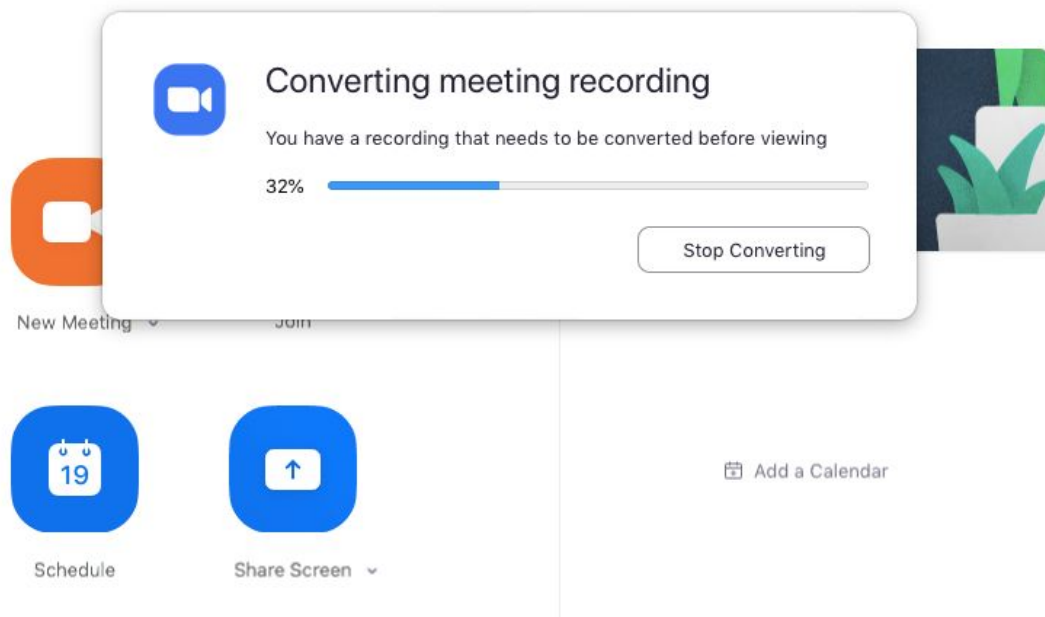 Converting meeting recording
You have a recording that needs to be converted before viewing
32%
Stop Converting
New Meeting
Join
19
Add a Calendar
Schedule
Share Screen